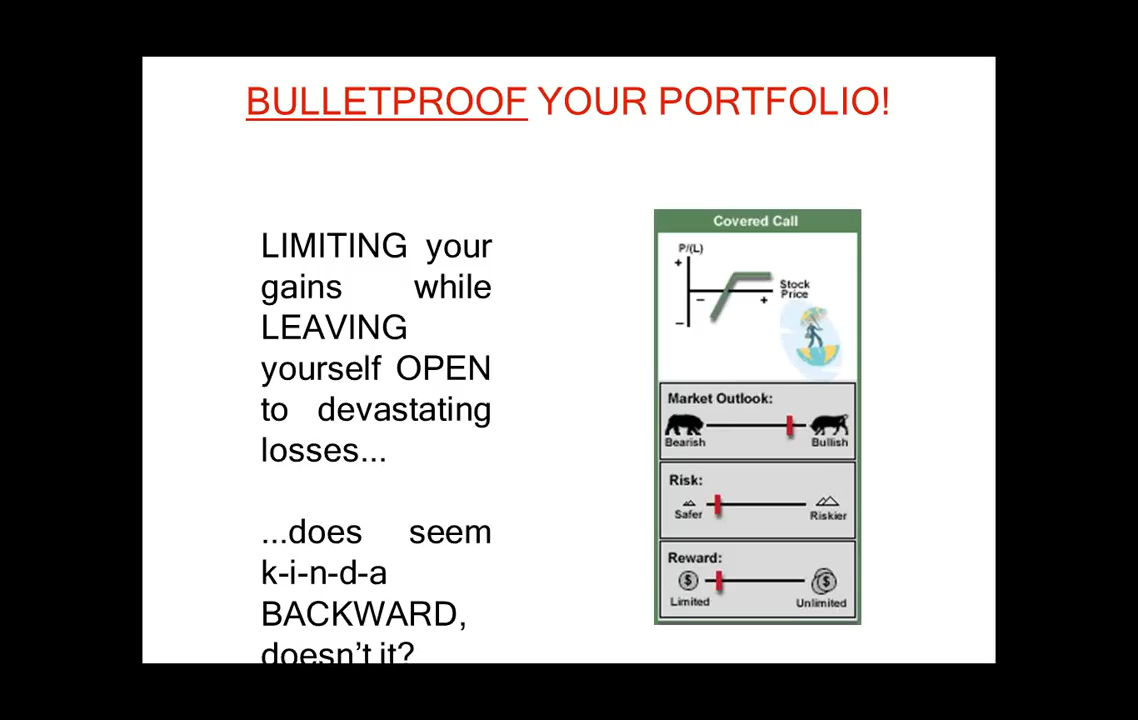 BULLETPROOF YOUR PORTFOLIO!
LIMITING your
gains while
LEAVING
yourself OPEN
to devastating
losses...
...does seem
k-i-n-d-a
BACKWARD,
doesn't it?
Covered Call
P/(L)
+
Stock
Price
–
+
–
Market Outlook:
Bearish
Bullish
Risk:
Safer
Riskier
Reward:
$
$
Limited
Unlimited